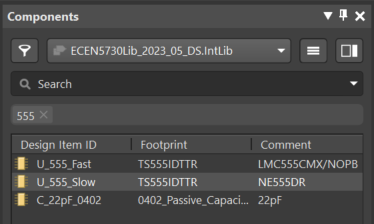 Components
ECEN5730Lib_2023_05_DS.IntLib
Search
555
Design Item ID Footprint Comment
U_555_Fast TS555IDTTR LMC555CMX/NOPB
U_555_Slow TS555IDTTR NE555DR
C_22pF_0402 0402_Passive_Capaci... 22pF